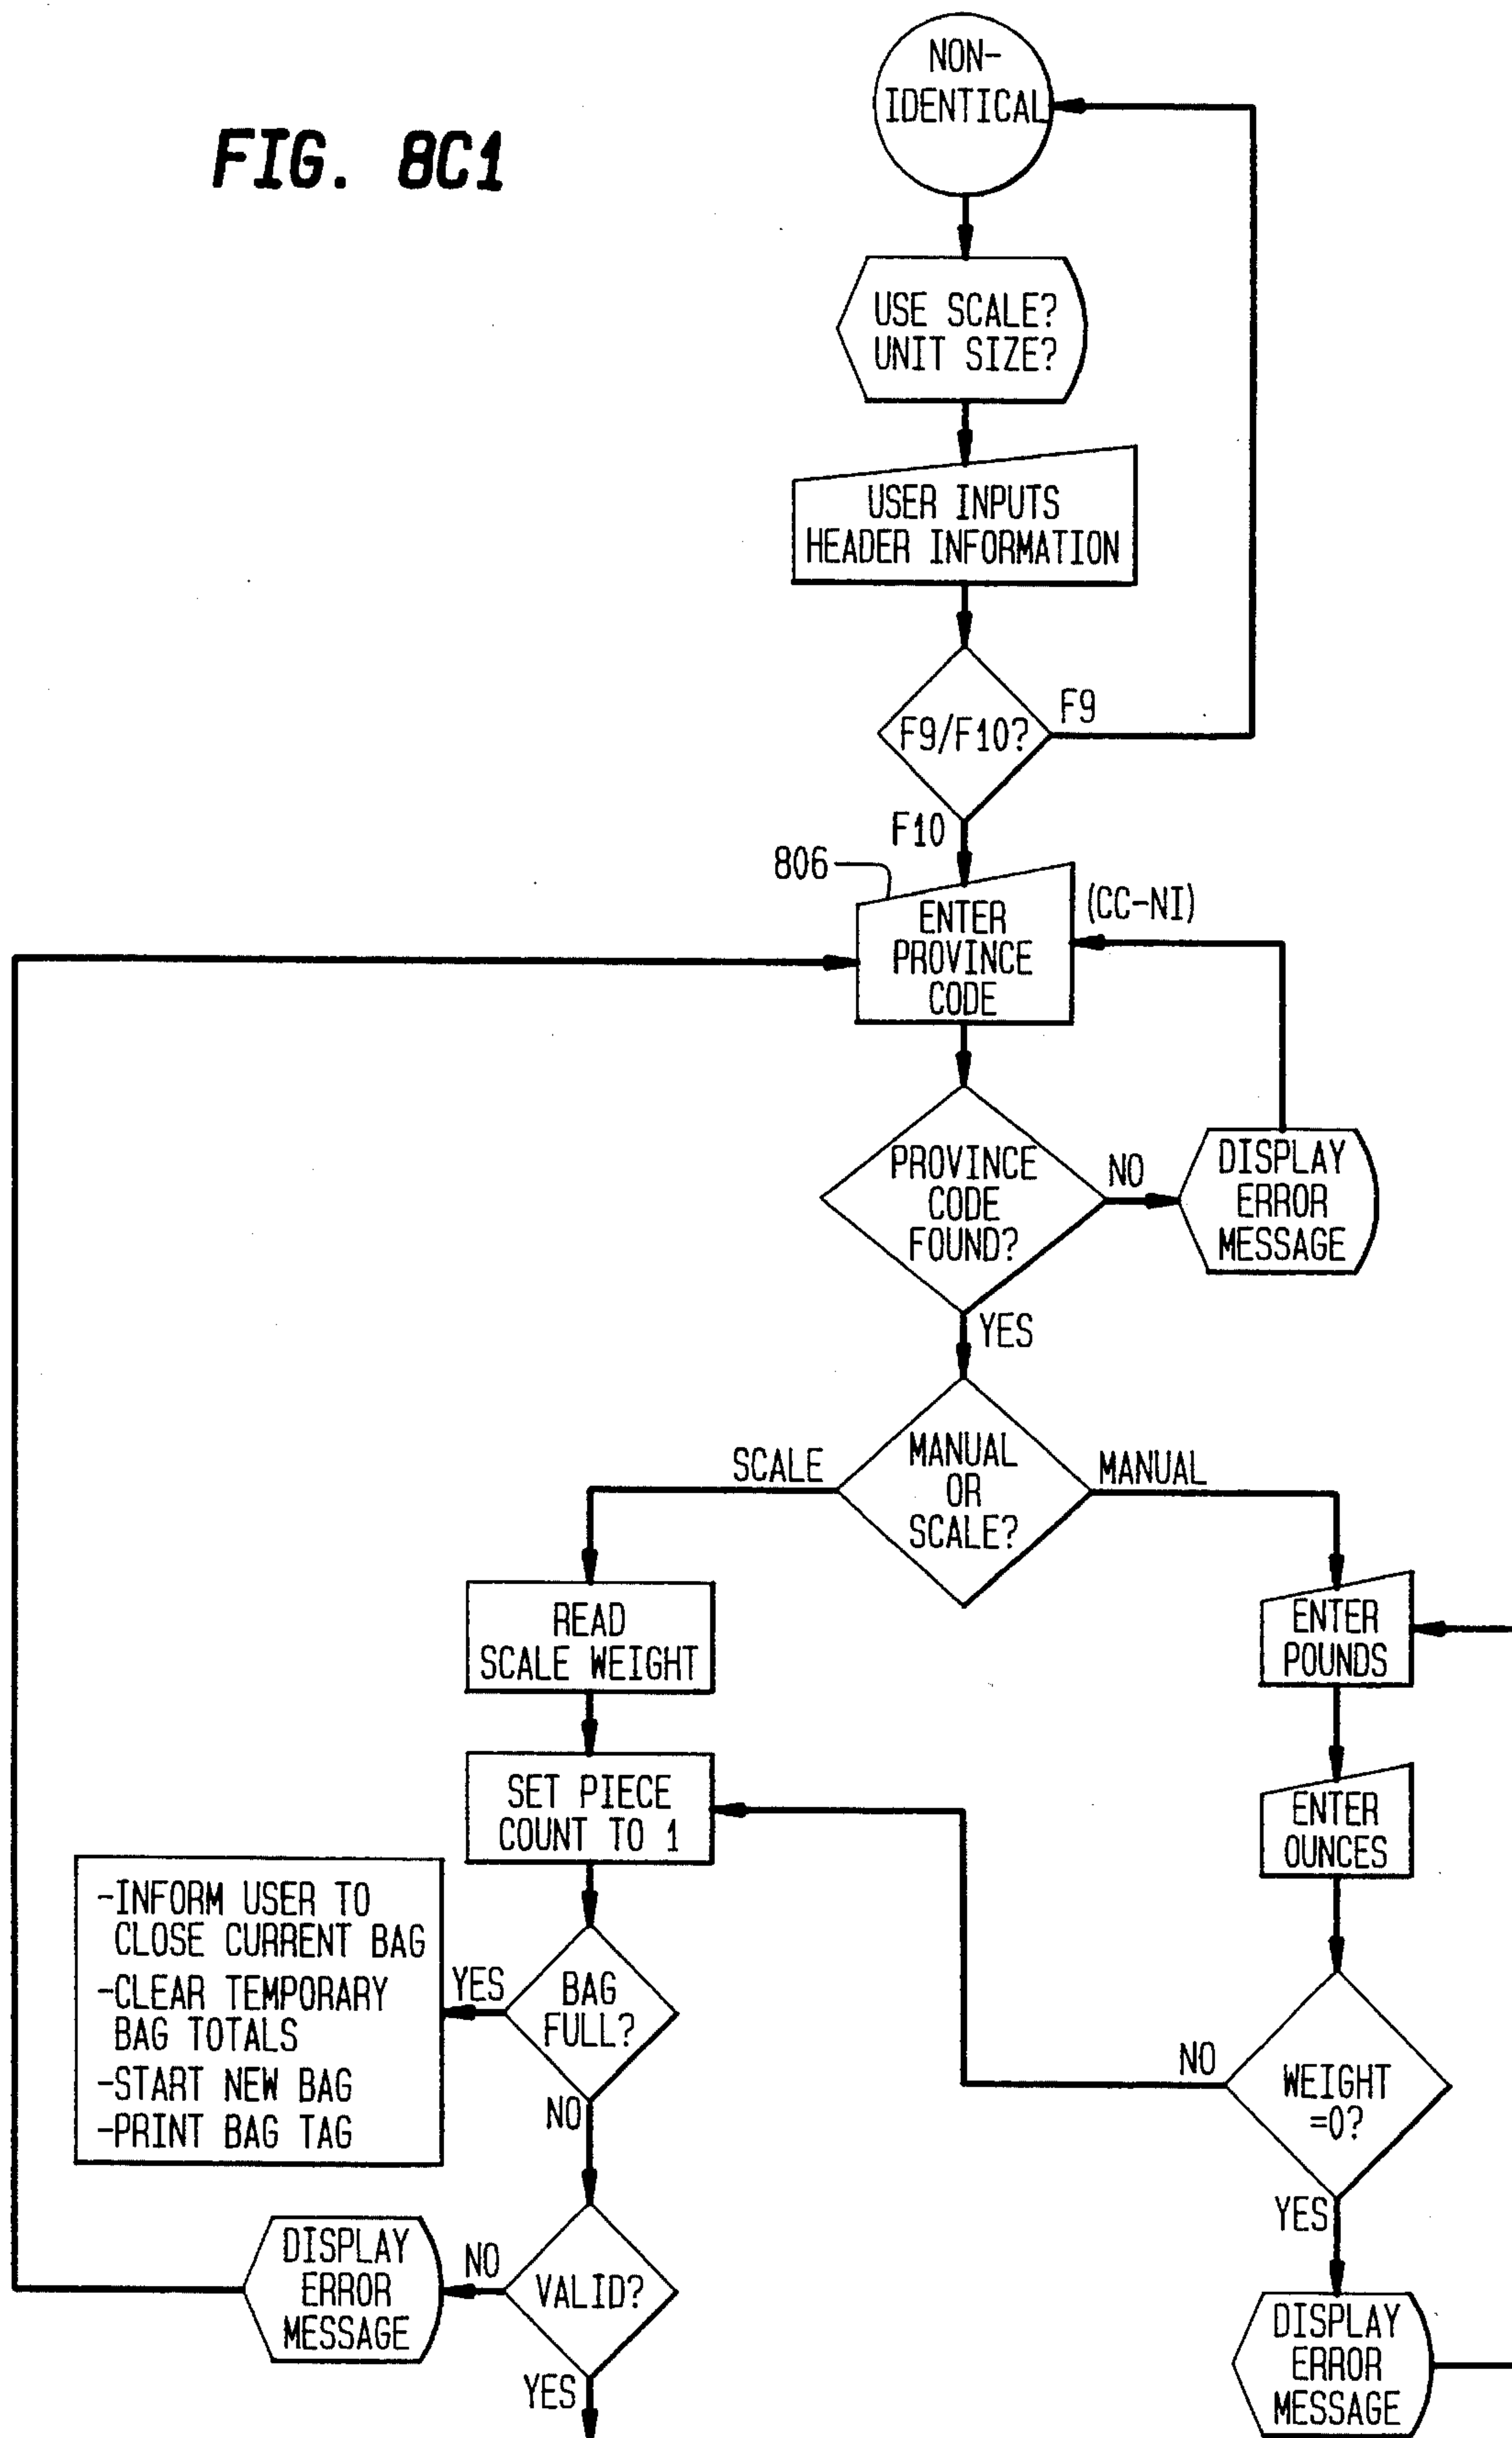 FIG. 8C1
NON-
IDENTICAL
USE SCALE?
UNIT SIZE?
USER INPUTS
HEADER INFORMATION
F9/F10?
F9
F10
806
(CC-NI)
ENTER
PROVINCE
CODE
PROVINCE
CODE
FOUND?
NO
DISPLAY
ERROR
MESSAGE
YES
MANUAL
OR
SCALE?
SCALE
MANUAL
READ
SCALE WEIGHT
ENTER
POUNDS
SET PIECE
COUNT TO 1
ENTER
OUNCES
-INFORM USER TO
CLOSE CURRENT BAG
-CLEAR TEMPORARY
BAG TOTALS
-START NEW BAG
-PRINT BAG TAG
YES
BAG
FULL?
NO
NO
WEIGHT
=0?
YES
DISPLAY
ERROR
MESSAGE
NO
VALID?
YES
DISPLAY
ERROR
MESSAGE